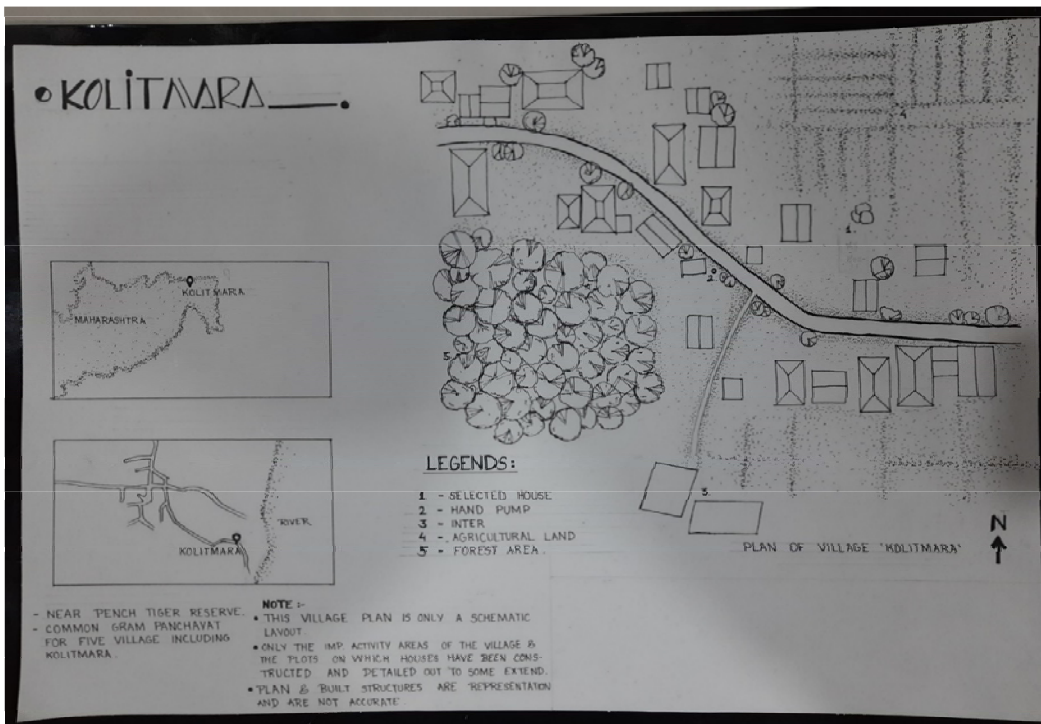 KOLITMARA
4
1
2
5
3
KOLITMARA
MAHARASHTRA
RIVER
KOLITMARA
LEGENDS:
1 - SELECTED HOUSE
2 - HAND PUMP
3 - INTER
4 - AGRICULTURAL LAND
5 - FOREST AREA.
PLAN OF VILLAGE 'KOLITMARA'
N
- NEAR PENCH TIGER RESERVE.
- COMMON GRAM PANCHAYAT
FOR FIVE VILLAGE INCLUDING
KOLITMARA.
NOTE :-
• THIS VILLAGE PLAN IS ONLY A SCHEMATIC
LAYOUT.
• ONLY THE IMP. ACTIVITY AREAS OF THE VILLAGE &
THE PLOTS ON WHICH HOUSES HAVE BEEN CONS-
TRUCTED AND DETAILED OUT TO SOME EXTEND.
• PLAN & BUILT STRUCTURES ARE REPRESENTATION
AND ARE NOT ACCURATE